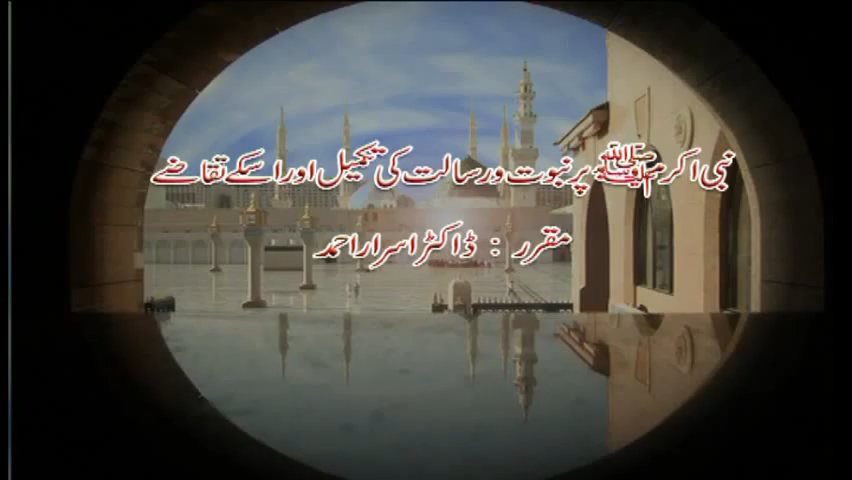 نبی اکرم ﷺ پر نبوت و رسالت کی تکمیل اور اسکے تقاضے
مقرر : ڈاکٹر اسرار احمد